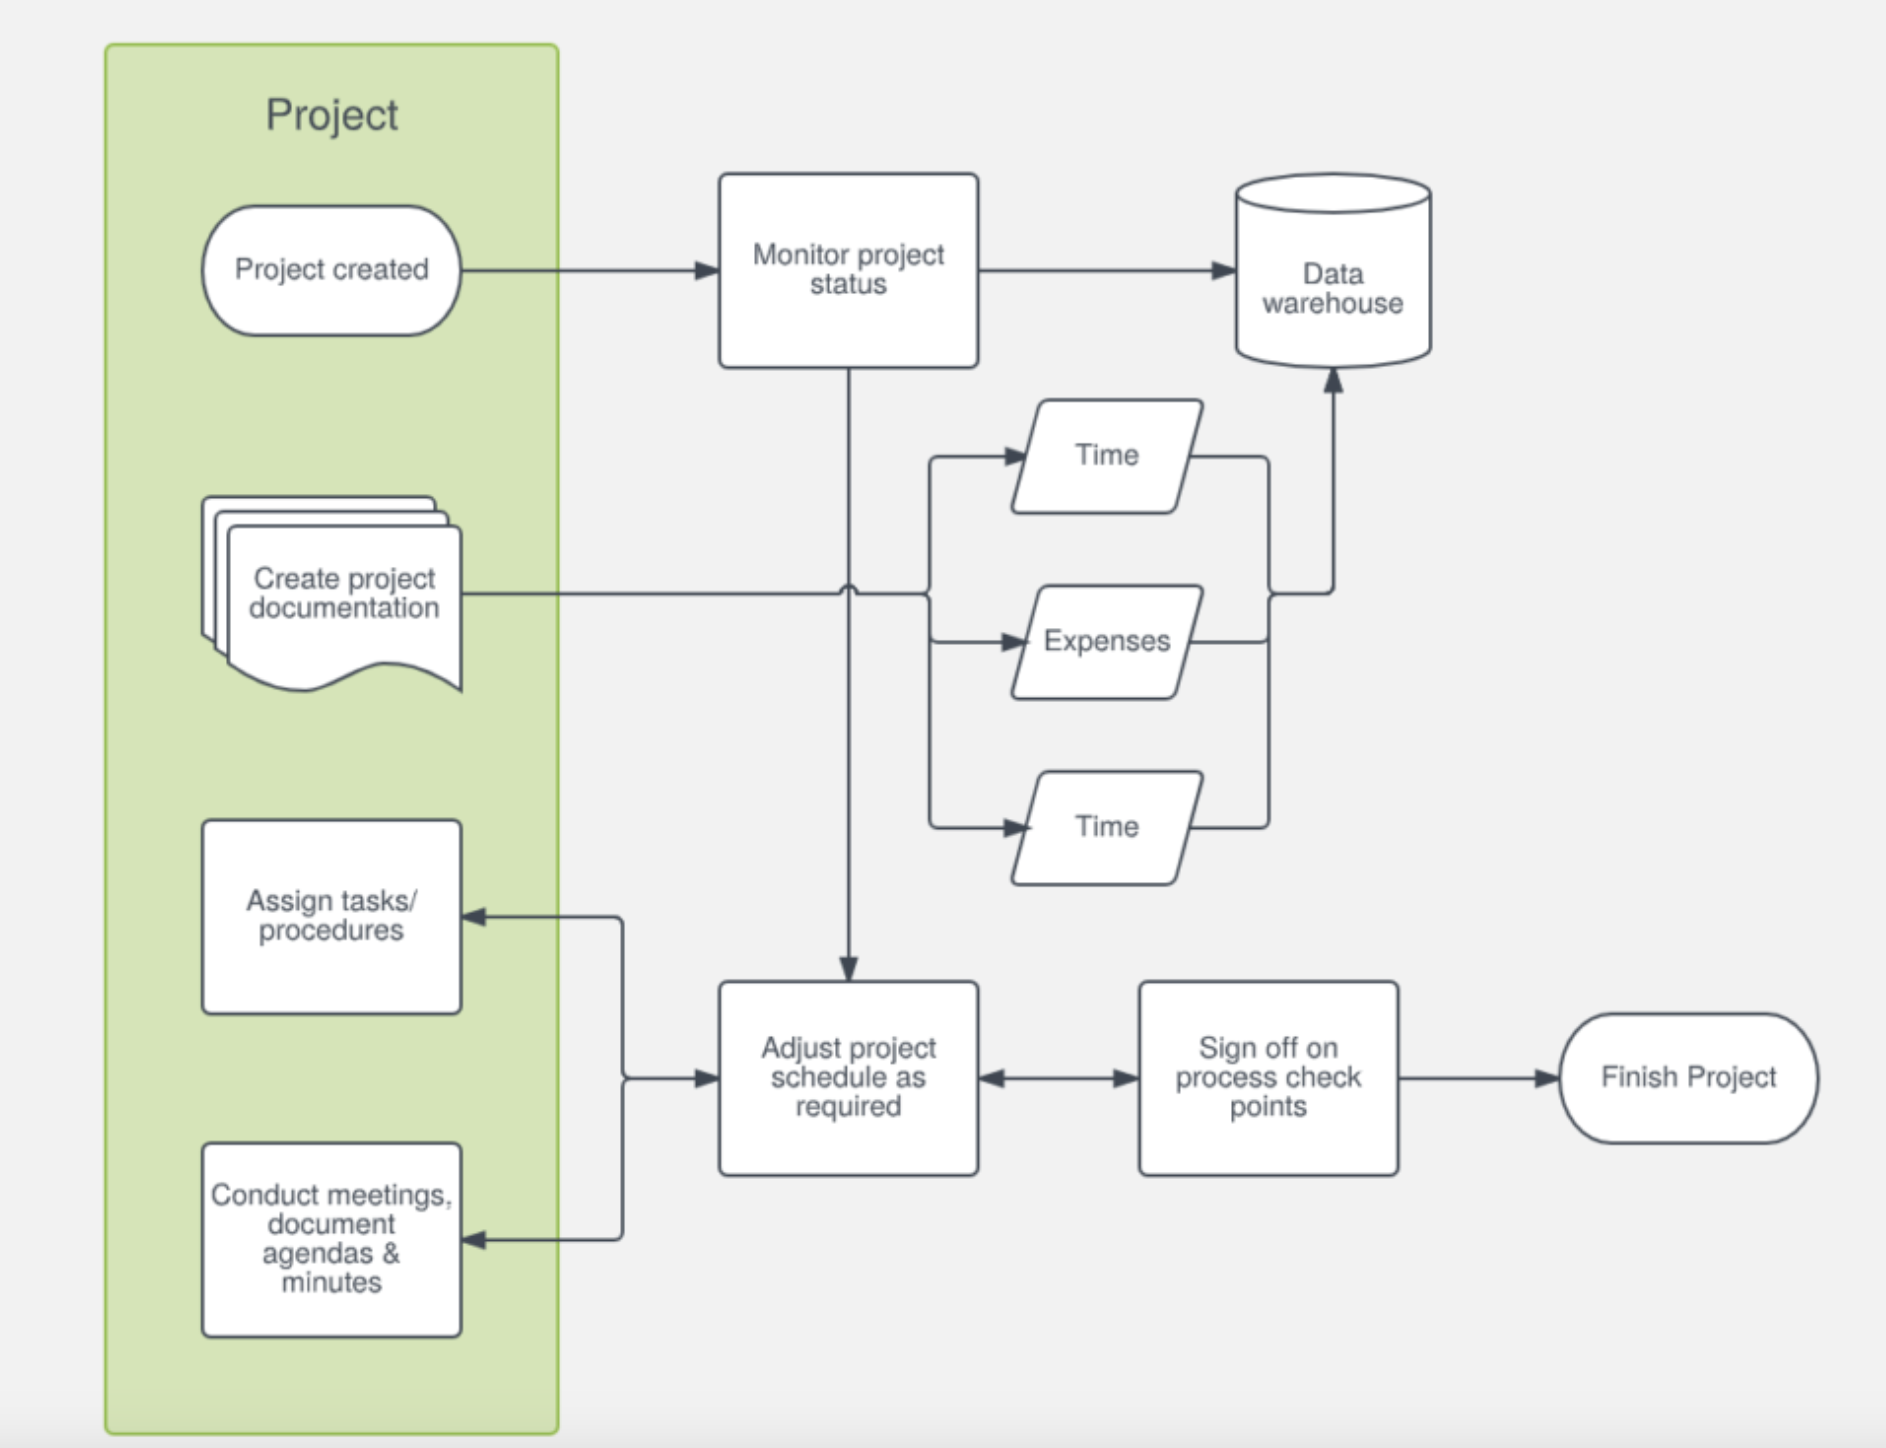 Project
Project created
Monitor project
status
Data
warehouse
Time
Create project
documentation
Expenses
Time
Assign tasks/
procedures
Adjust project
schedule as
required
Sign off on
process check
points
Finish Project
Conduct meetings,
document
agendas &
minutes